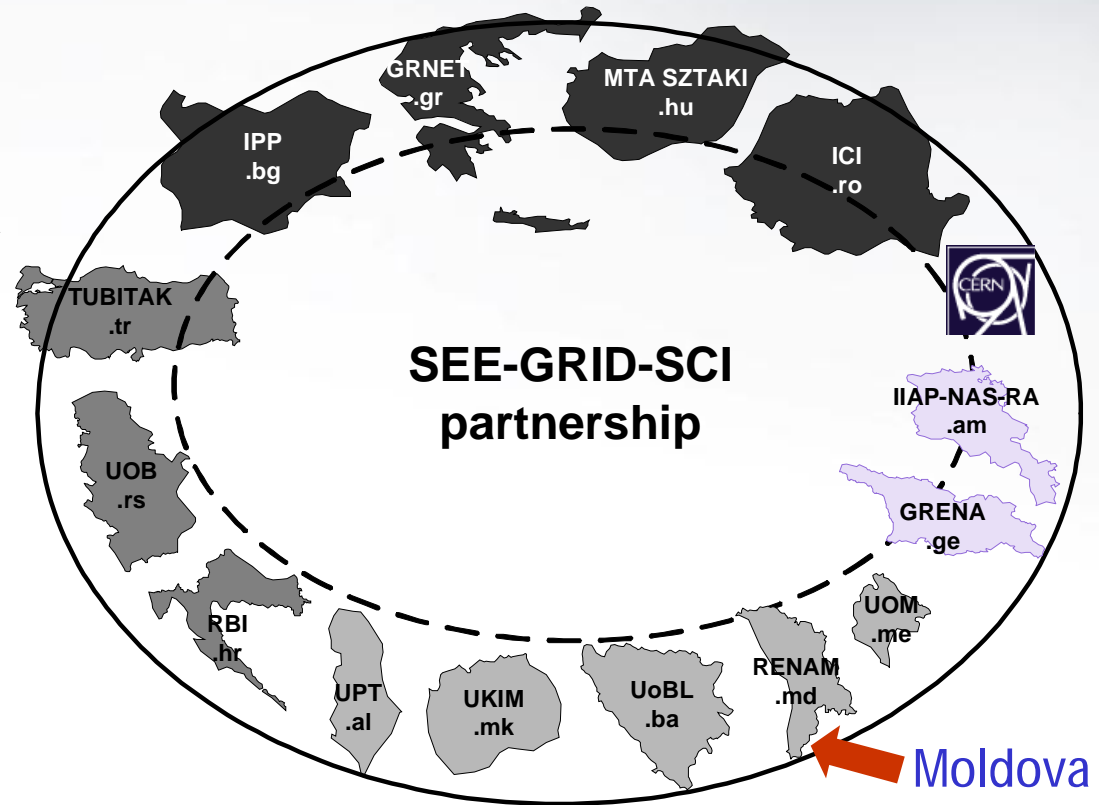 GRNET
.gr
MTA SZTAKI
.hu
IPP
.bg
ICI
.ro
CERN
TUBITAK
.tr
SEE-GRID-SCI
partnership
IIAP-NAS-RA
.am
UOB
.rs
GRENA
.ge
RBI
.hr
UOM
.me
UPT
.al
UKIM
.mk
UoBL
.ba
RENAM
.md
Moldova